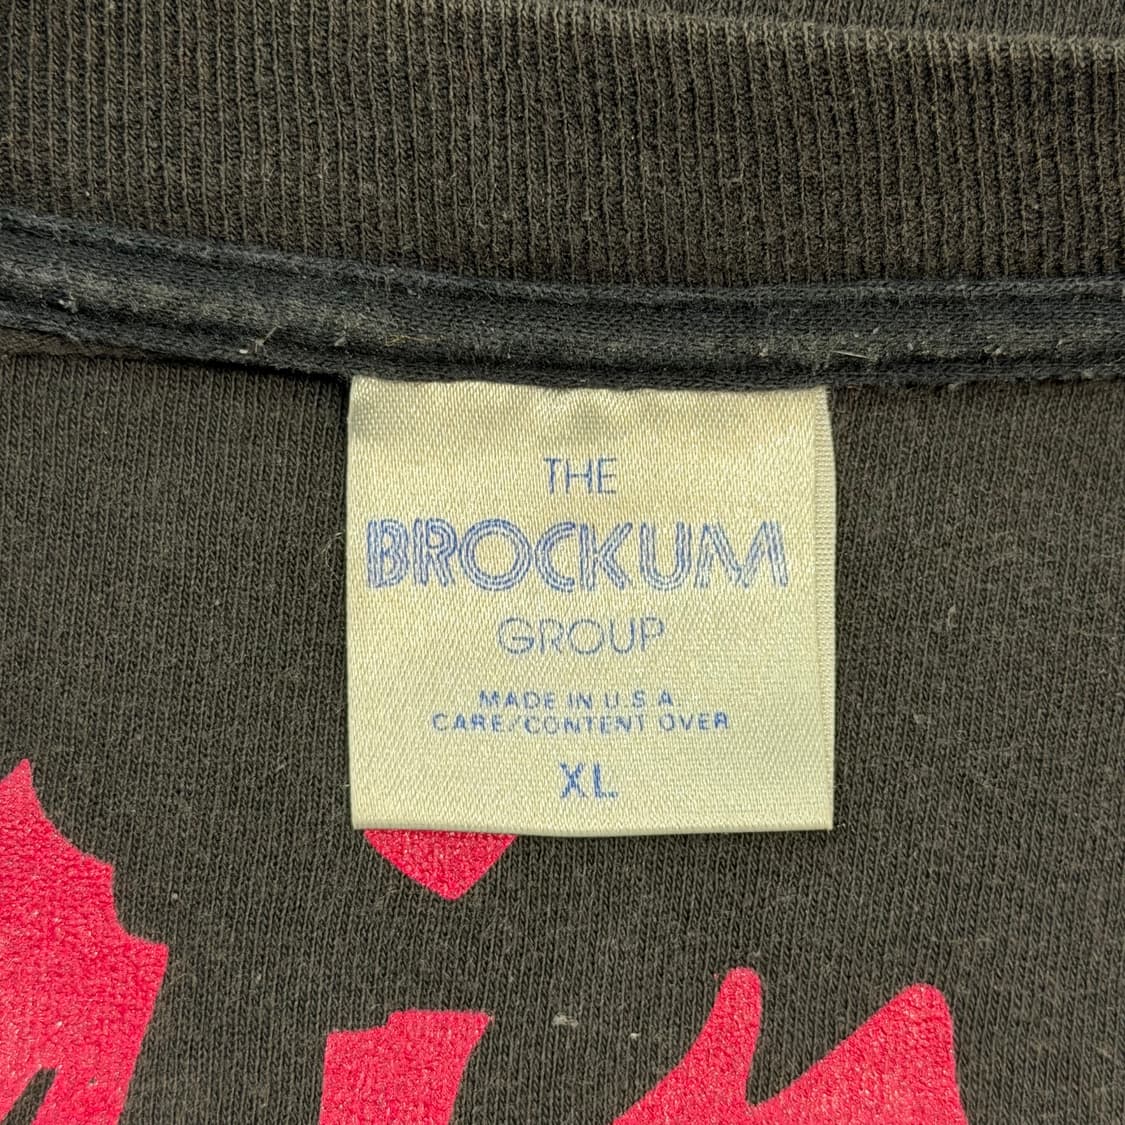 THE
BROCKUM
GROUP
MADE IN U.S.A
CARE/CONTENT OVER
XL